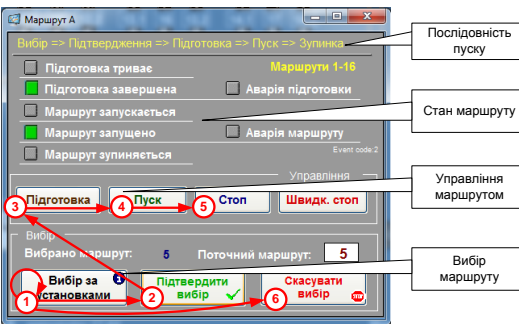 Маршрут А
Вибір => Підтвердження => Підготовка => Пуск => Зупинка
Підготовка триває
Маршрути 1-16
Підготовка завершена
Аварія підготовки
Маршрут запускається
Маршрут запущено
Аварія маршруту
Маршрут зупиняється
Event code:2
Управління
Підготовка
Пуск
Стоп
Швидк. стоп
3
4
5
Вибір
Вибрано маршрут:
5
Поточний маршрут:
5
Вибір за
установками
Підтвердити
вибір
Скасувати
вибір
STOP
1
2
6
Послідовність
пуску
Стан маршруту
Управління
маршрутом
Вибір
маршруту